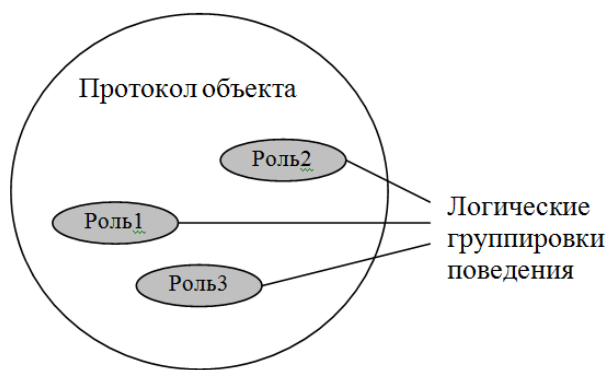 Протокол объекта
Роль2
Роль1
Роль3
Логические
группировки
поведения